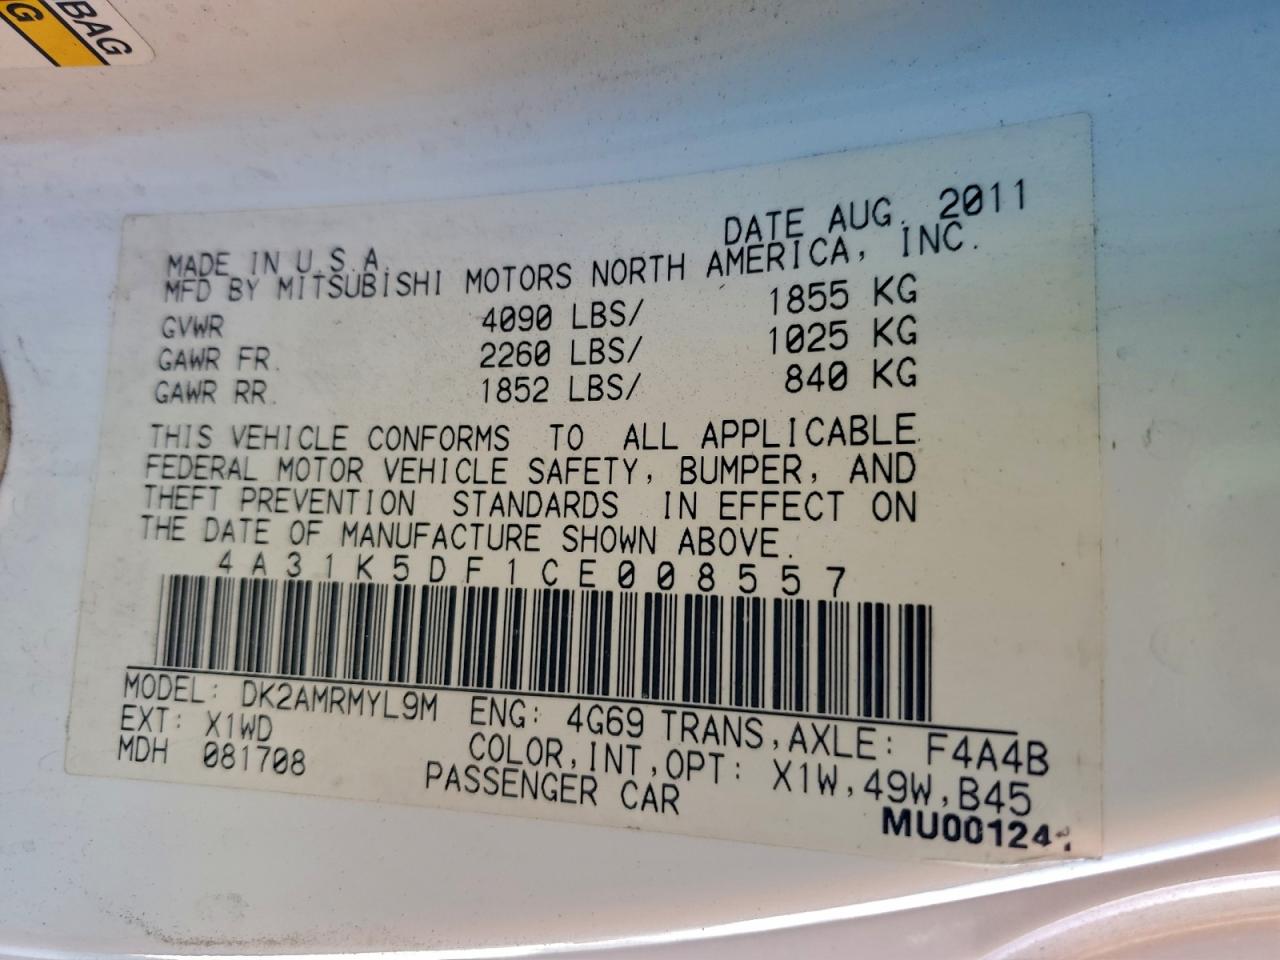 BAG
G
DATE AUG. 2011
MADE IN U.S.A.
MFD BY MITSUBISHI MOTORS NORTH AMERICA, INC.
GVWR 4090 LBS/ 1855 KG
GAWR FR. 2260 LBS/ 1025 KG
GAWR RR. 1852 LBS/ 840 KG
THIS VEHICLE CONFORMS TO ALL APPLICABLE
FEDERAL MOTOR VEHICLE SAFETY, BUMPER, AND
THEFT PREVENTION STANDARDS IN EFFECT ON
THE DATE OF MANUFACTURE SHOWN ABOVE.
4A31K5DF1CE008557
MODEL: DK2AMRMYL9M ENG: 4G69 TRANS,AXLE: F4A4B
EXT: X1WD COLOR,INT,OPT: X1W,49W,B45
MDH 081708 PASSENGER CAR